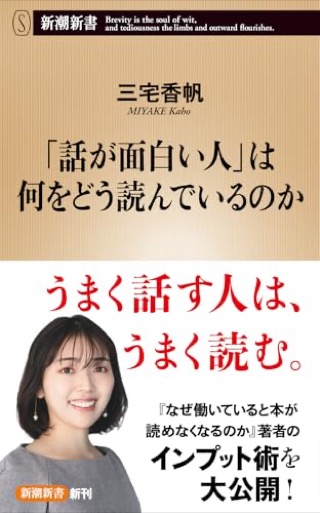 S 新潮新書
Brevity is the soul of wit,
and tediousness the limbs and outward flourishes.
三宅香帆
MIYAKE Kaho
「話が面白い人」は
何をどう読んでいるのか
うまく話す人は、
うまく読む。
『なぜ働いていると本が
読めなくなるのか』著者の
インプット術を
大公開!
新潮新書 新刊